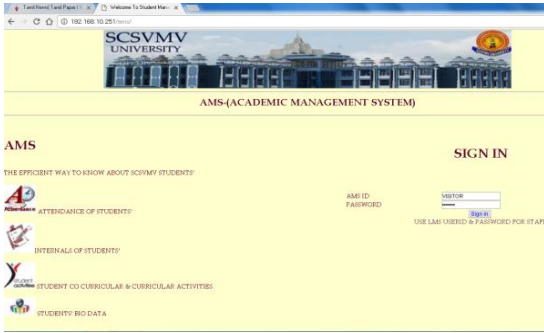 Tamil News| Tamil Paper |
Welcome To Student Mana
192.168.10.251/ams/
SCSVMV
UNIVERSITY
AMS-(ACADEMIC MANAGEMENT SYSTEM)
AMS
THE EFFICIENT WAY TO KNOW ABOUT SCSVMV STUDENTS'
Attendance
ATTENDANCE OF STUDENTS'
INTERNALS OF STUDENTS'
student
activities
STUDENT CO CURRICULAR & CURRICULAR ACTIVITIES
STUDENTS' BIO DATA
SIGN IN
AMS ID VISITOR
PASSWORD
Sign in
USE LMS USERID & PASSWORD FOR STAFF